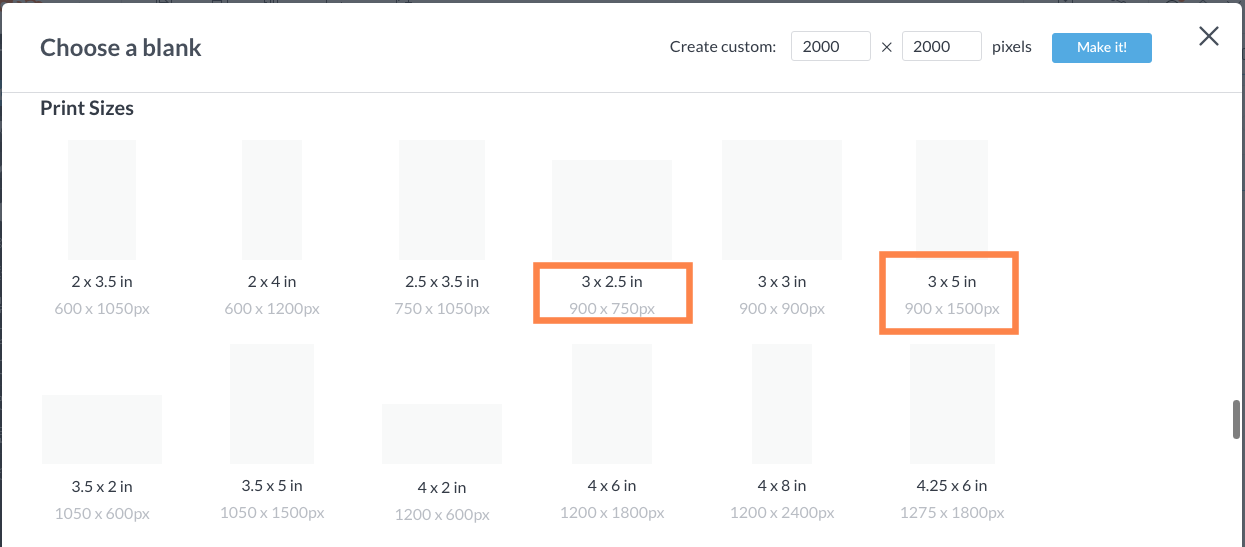 Choose a blank
Create custom: 2000 × 2000 pixels Make it!
Print Sizes
2 x 3.5 in
600 x 1050px
2 x 4 in
600 x 1200px
2.5 x 3.5 in
750 x 1050px
3 x 2.5 in
900 x 750px
3 x 3 in
900 x 900px
3 x 5 in
900 x 1500px
3.5 x 2 in
1050 x 600px
3.5 x 5 in
1050 x 1500px
4 x 2 in
1200 x 600px
4 x 6 in
1200 x 1800px
4 x 8 in
1200 x 2400px
4.25 x 6 in
1275 x 1800px